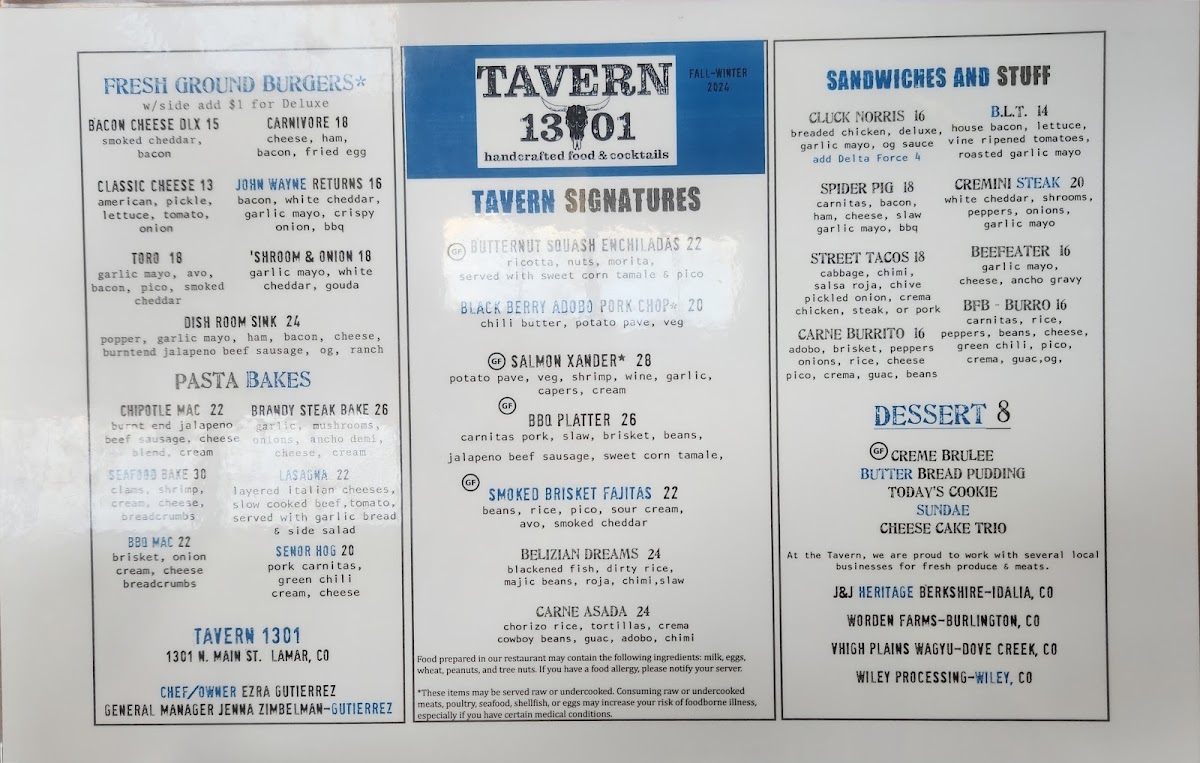 FRESH GROUND BURGERS*
w/side add $1 for Deluxe
BACON CHEESE DLX 15
smoked cheddar,
bacon
CARNIVORE 18
cheese, ham,
bacon, fried egg
CLASSIC CHEESE 13
american, pickle,
lettuce, tomato,
onion
JOHN WAYNE RETURNS 16
bacon, white cheddar,
garlic mayo, crispy
onion, bbq
TORO 18
garlic mayo, avo,
bacon, pico, smoked
cheddar
'SHROOM & ONION 18
garlic mayo, white
cheddar, gouda
DISH ROOM SINK 24
popper, garlic mayo, ham, bacon, cheese,
burntend jalapeno beef sausage, og, ranch
PASTA BAKES
CHIPOTLE MAC 22
burnt end jalapeno
beef sausage, cheese
blend, cream
BRANDY STEAK BAKE 26
garlic, mushrooms,
onions, ancho demi,
cheese, cream
SEAFOOD BAKE 30
clams, shrimp,
cream, cheese,
breadcrumbs
LASAGNA 22
layered italian cheeses,
slow cooked beef,tomato,
served with garlic bread
& side salad
BBQ MAC 22
brisket, onion
cream, cheese
breadcrumbs
SENOR HOG 20
pork carnitas,
green chili
cream, cheese
TAVERN 1301
1301 N. MAIN ST. LAMAR, CO
CHEF/OWNER EZRA GUTIERREZ
GENERAL MANAGER JENNA ZIMBELMAN-GUTIERREZ
TAVERN
1301
handcrafted food & cocktails
FALL-WINTER
2024
TAVERN SIGNATURES
GF BUTTERNUT SQUASH ENCHILADAS 22
ricotta, nuts, morita,
served with sweet corn tamale & pico
BLACK BERRY ADOBO PORK CHOP* 20
chili butter, potato pave, veg
GF SALMON XANDER* 28
potato pave, veg, shrimp, wine, garlic,
capers, cream
GF
BBQ PLATTER 26
carnitas pork, slaw, brisket, beans,
jalapeno beef sausage, sweet corn tamale,
GF
SMOKED BRISKET FAJITAS 22
beans, rice, pico, sour cream,
avo, smoked cheddar
BELIZIAN DREAMS 24
blackened fish, dirty rice,
majic beans, roja, chimi,slaw
CARNE ASADA 24
chorizo rice, tortillas, crema
cowboy beans, guac, adobo, chimi
Food prepared in our restaurant may contain the following ingredients: milk, eggs,
wheat, peanuts, and tree nuts. If you have a food allergy, please notify your server.
*These items may be served raw or undercooked. Consuming raw or undercooked
meats, poultry, seafood, shellfish, or eggs may increase your risk of foodborne illness,
especially if you have certain medical conditions.
SANDWICHES AND STUFF
CLUCK NORRIS 16
breaded chicken, deluxe,
garlic mayo, og sauce
add Delta Force 4
B.L.T. 14
house bacon, lettuce,
vine ripened tomatoes,
roasted garlic mayo
SPIDER PIG 18
carnitas, bacon,
ham, cheese, slaw
garlic mayo, bbq
CREMINI STEAK 20
white cheddar, shrooms,
peppers, onions,
garlic mayo
STREET TACOS 18
cabbage, chimi,
salsa roja, chive
pickled onion, crema
chicken, steak, or pork
BEEFEATER 16
garlic mayo,
cheese, ancho gravy
CARNE BURRITO 16
adobo, brisket, peppers
onions, rice, cheese
pico, crema, guac, beans
BFB - BURRO 16
carnitas, rice,
peppers, beans, cheese,
green chili, pico,
crema, guac,og,
DESSERT 8
GF CREME BRULEE
BUTTER BREAD PUDDING
TODAY'S COOKIE
SUNDAE
CHEESE CAKE TRIO
At the Tavern, we are proud to work with several local
businesses for fresh produce & meats.
J&J HERITAGE BERKSHIRE-IDALIA, CO
WORDEN FARMS-BURLINGTON, CO
VHIGH PLAINS WAGYU-DOVE CREEK, CO
WILEY PROCESSING-WILEY, CO